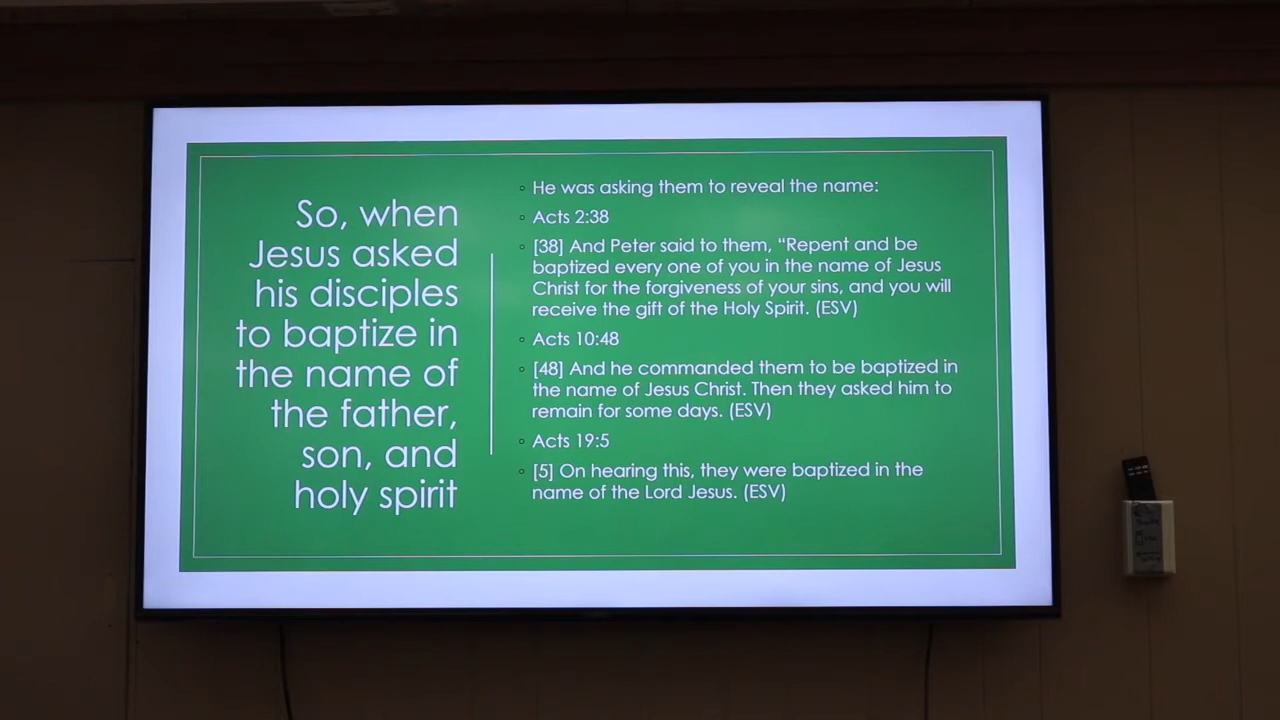 So, when
Jesus asked
his disciples
to baptize in
the name of
the father,
son, and
holy spirit
He was asking them to reveal the name:
Acts 2:38
[38] And Peter said to them, “Repent and be
baptized every one of you in the name of Jesus
Christ for the forgiveness of your sins, and you will
receive the gift of the Holy Spirit. (ESV)
Acts 10:48
[48] And he commanded them to be baptized in
the name of Jesus Christ. Then they asked him to
remain for some days. (ESV)
Acts 19:5
[5] On hearing this, they were baptized in the
name of the Lord Jesus. (ESV)